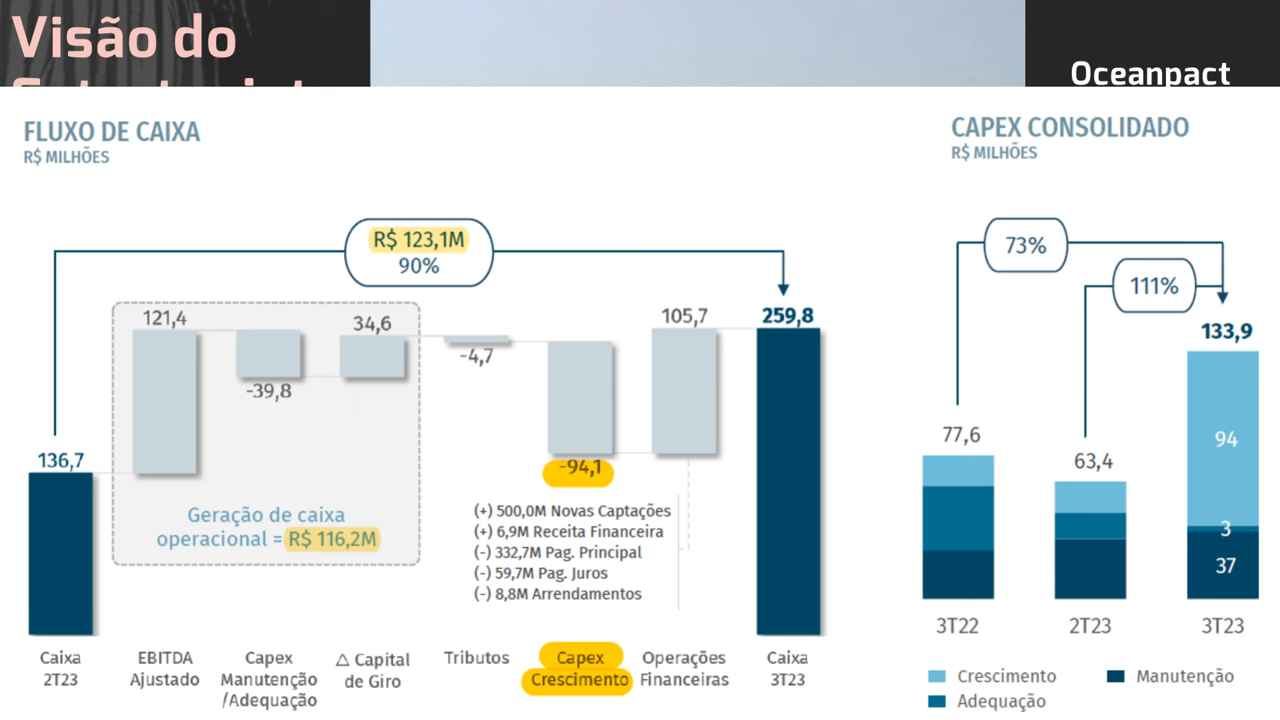 Visão do
Oceanpact
FLUXO DE CAIXA
R$ MILHÕES
R$ 123,1M
90%
136,7
121,4
-39,8
34,6
-4,7
-94,1
105,7
259,8
Geração de caixa
operacional = R$ 116,2M
(+) 500,0M Novas Captações
(+) 6,9M Receita Financeira
(-) 332,7M Pag. Principal
(-) 59,7M Pag. Juros
(-) 8,8M Arrendamentos
Caixa
2T23
EBITDA
Ajustado
Capex
Manutenção
/Adequação
△ Capital
de Giro
Tributos
Capex
Crescimento
Operações
Financeiras
Caixa
3T23
CAPEX CONSOLIDADO
R$ MILHÕES
73%
111%
77,6
63,4
133,9
94
3
37
3T22
2T23
3T23
Crescimento
Manutenção
Adequação